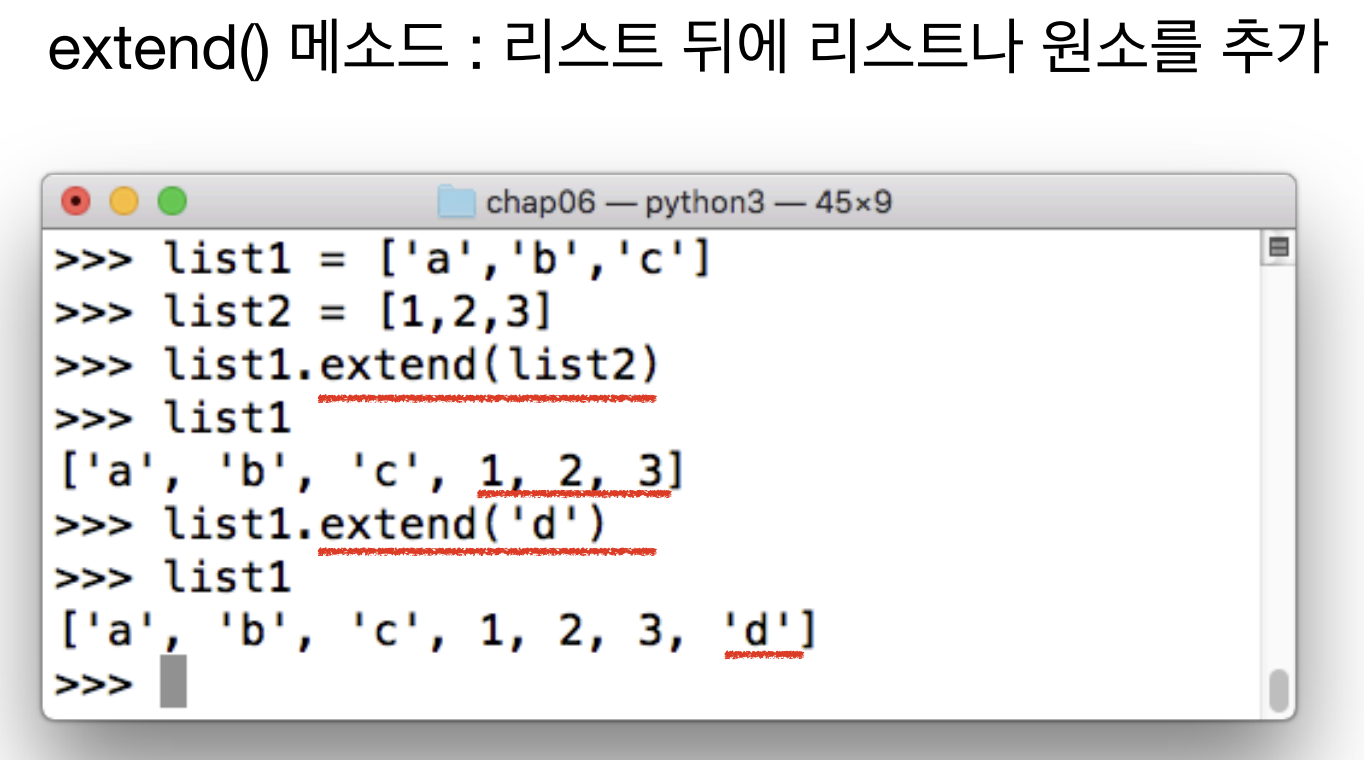 extend() 메소드 : 리스트 뒤에 리스트나 원소를 추가
chap06 — python3 — 45×9
>>> list1 = ['a','b','c']
>>> list2 = [1,2,3]
>>> list1.extend(list2)
>>> list1
['a', 'b', 'c', 1, 2, 3]
>>> list1.extend('d')
>>> list1
['a', 'b', 'c', 1, 2, 3, 'd']
>>>